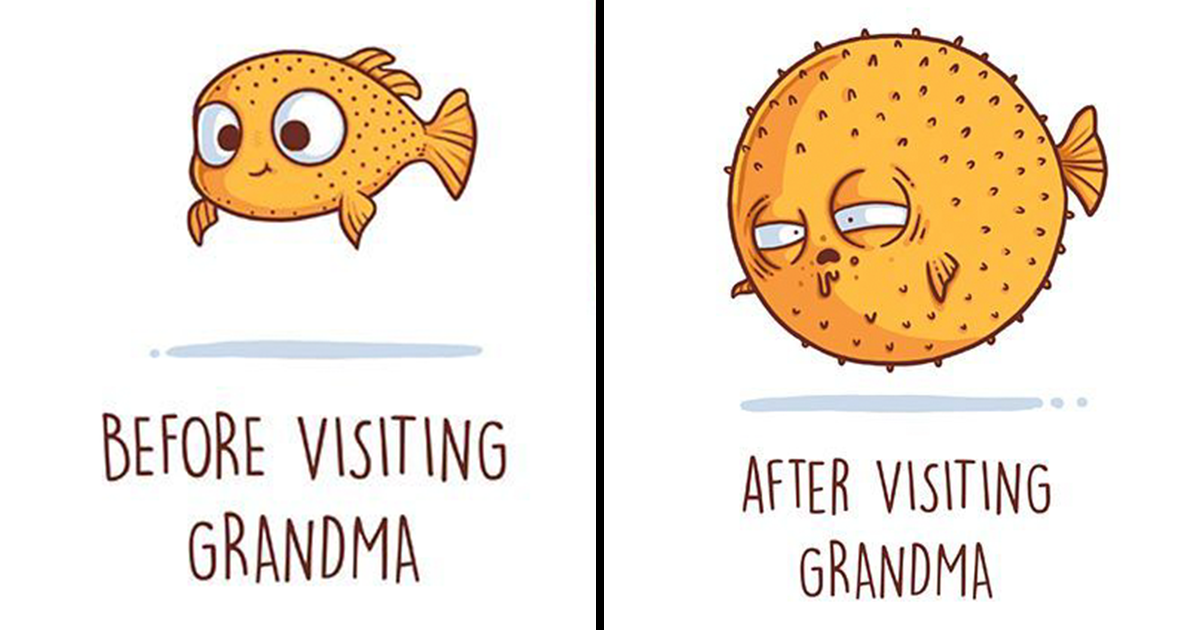 BEFORE VISITING
GRANDMA
AFTER VISITING
GRANDMA